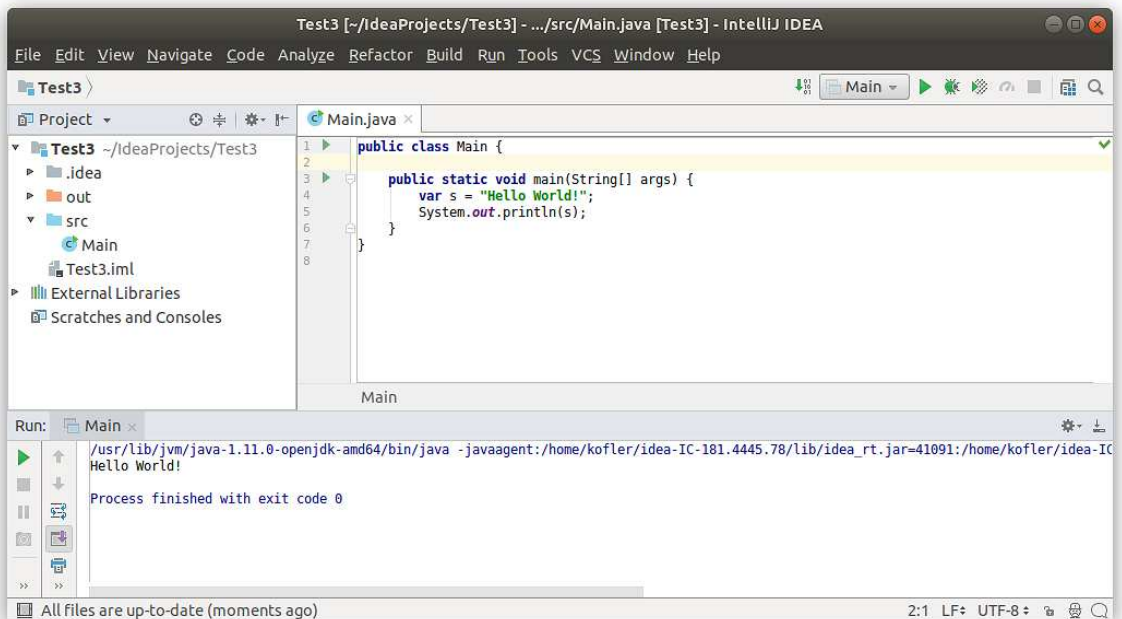 Test3 [~/IdeaProjects/Test3] - .../src/Main.java [Test3] - IntelliJ IDEA
File Edit View Navigate Code Analyze Refactor Build Run Tools VCS Window Help
Test3 Main
Project Main.java
Test3 ~/IdeaProjects/Test3
.idea
out
src
Main
Test3.iml
External Libraries
Scratches and Consoles
1 public class Main {
2
3 public static void main(String[] args) {
4 var s = "Hello World!";
5 System.out.println(s);
6 }
7 }
8
Main
Run: Main
/usr/lib/jvm/java-1.11.0-openjdk-amd64/bin/java -javaagent:/home/kofler/idea-IC-181.4445.78/lib/idea_rt.jar=41091:/home/kofler/idea-IC
Hello World!
Process finished with exit code 0
All files are up-to-date (moments ago) 2:1 LF UTF-8